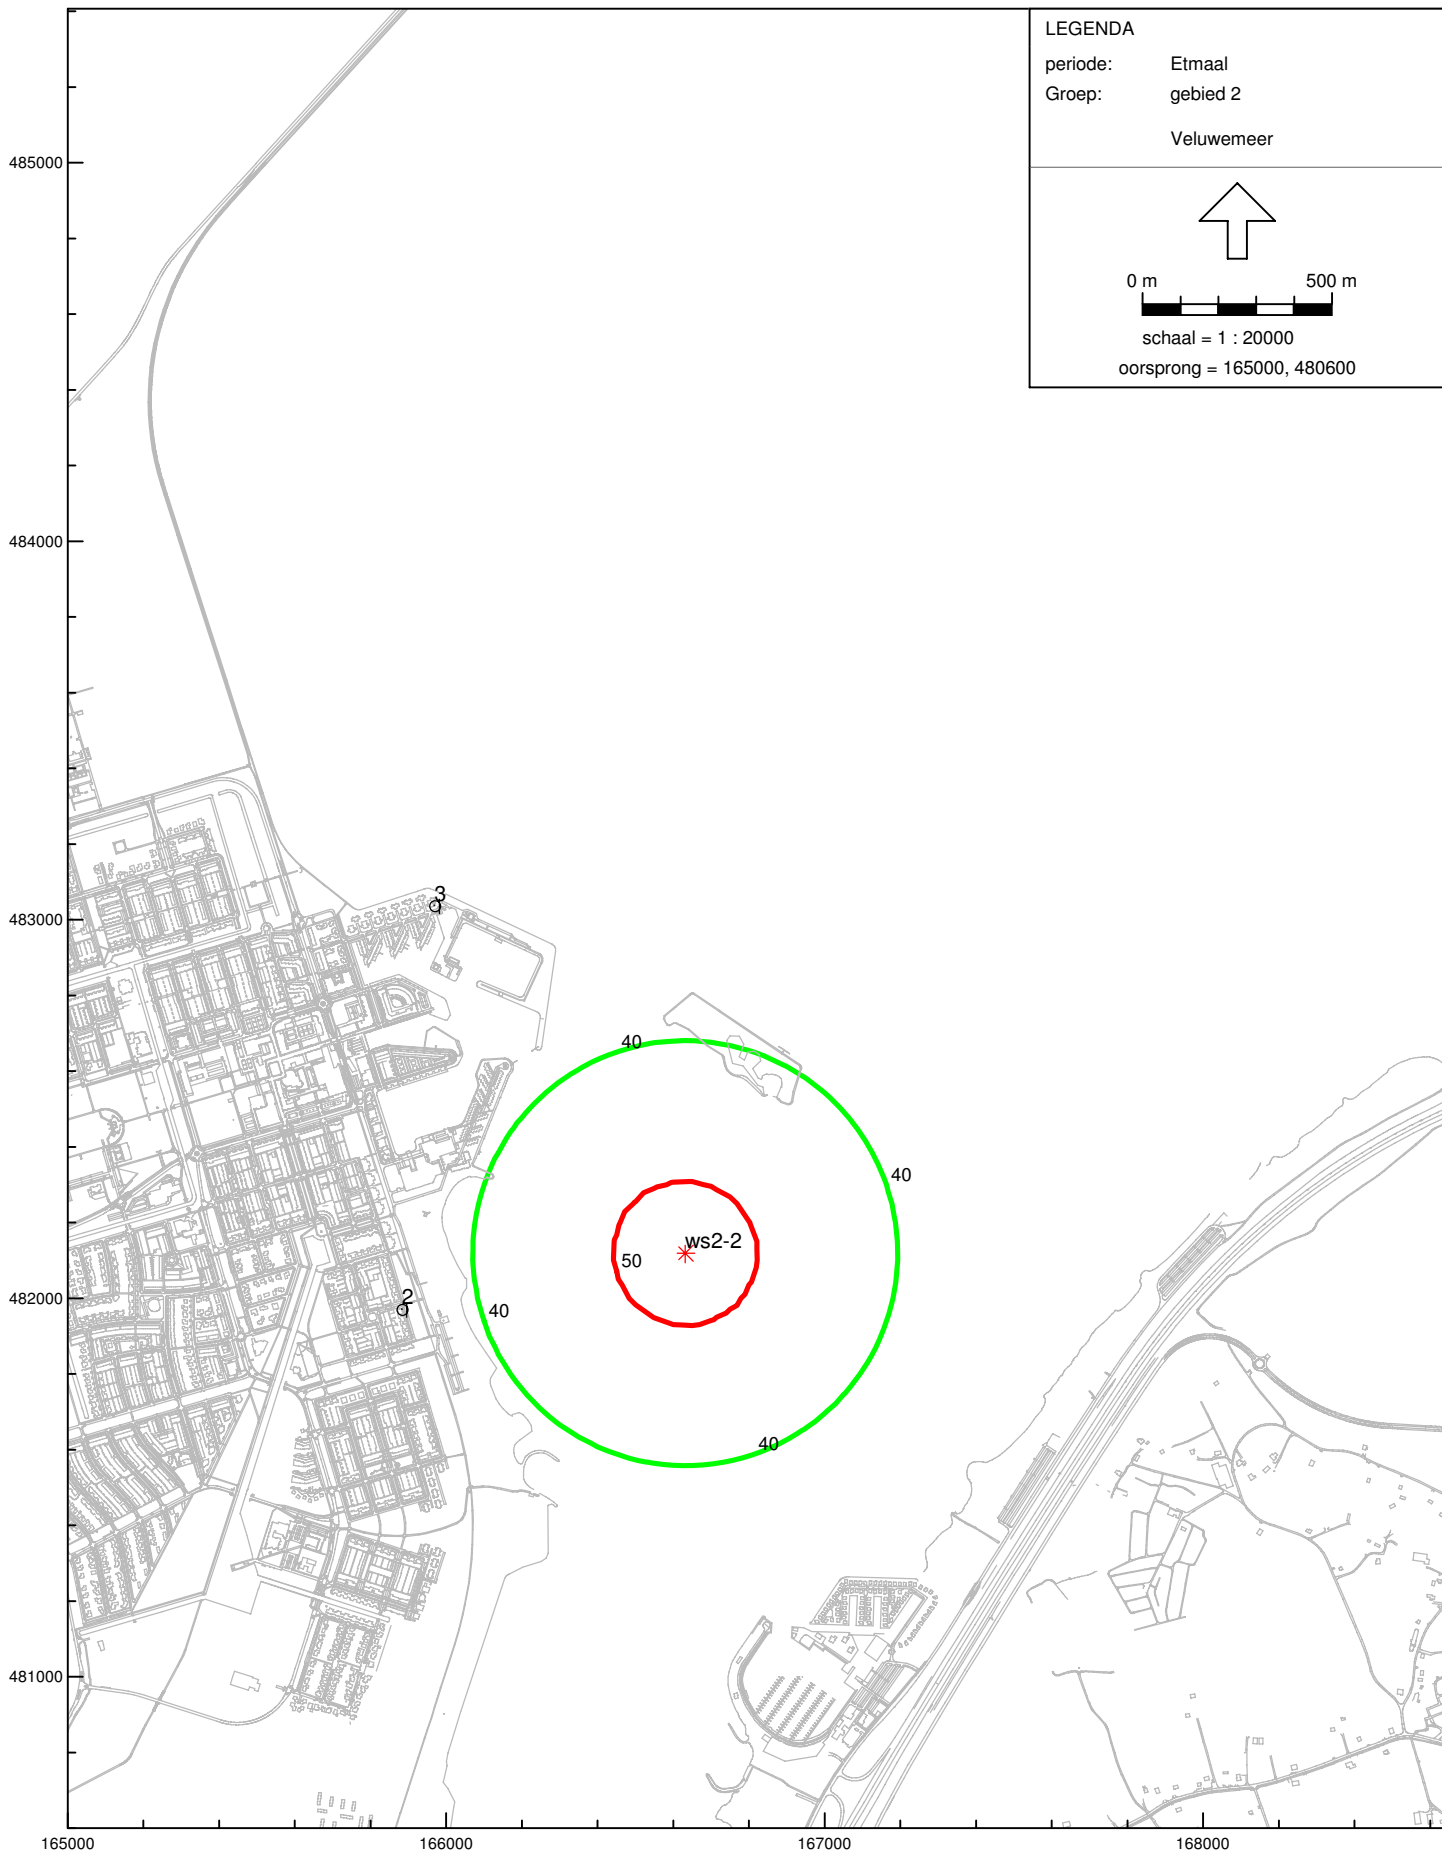 LEGENDA
periode: Etmaal
Groep: gebied 2
Veluwemeer
0 m 500 m
schaal = 1 : 20000
oorsprong = 165000, 480600
485000
484000
483000
482000
481000
3
40
40
ws2-2
50
2
40
40
165000 166000 167000 168000